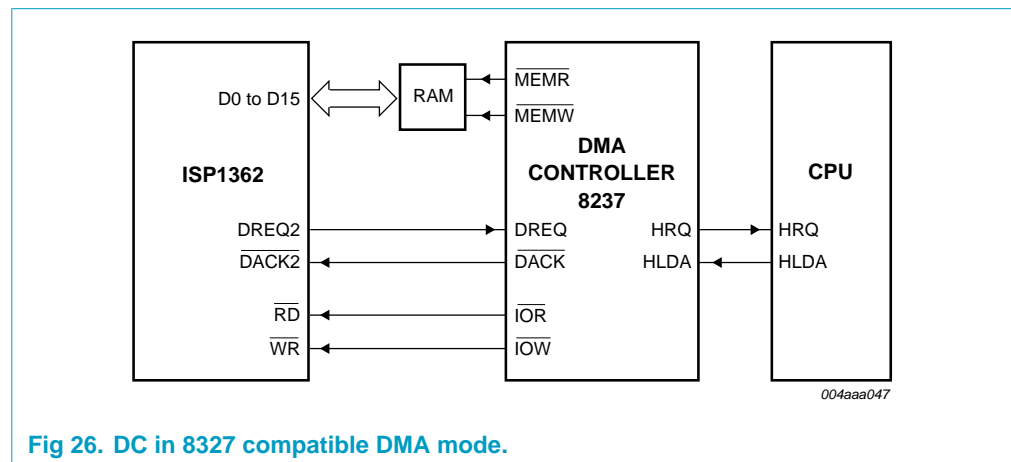 ISP1362
D0 to D15
DREQ2
DACK2
RD
WR
RAM
MEMR
MEMW
DMA
CONTROLLER
8237
DREQ
DACK
IOR
IOW
HRQ
HLDA
CPU
HRQ
HLDA
004aaa047
Fig 26. DC in 8327 compatible DMA mode.